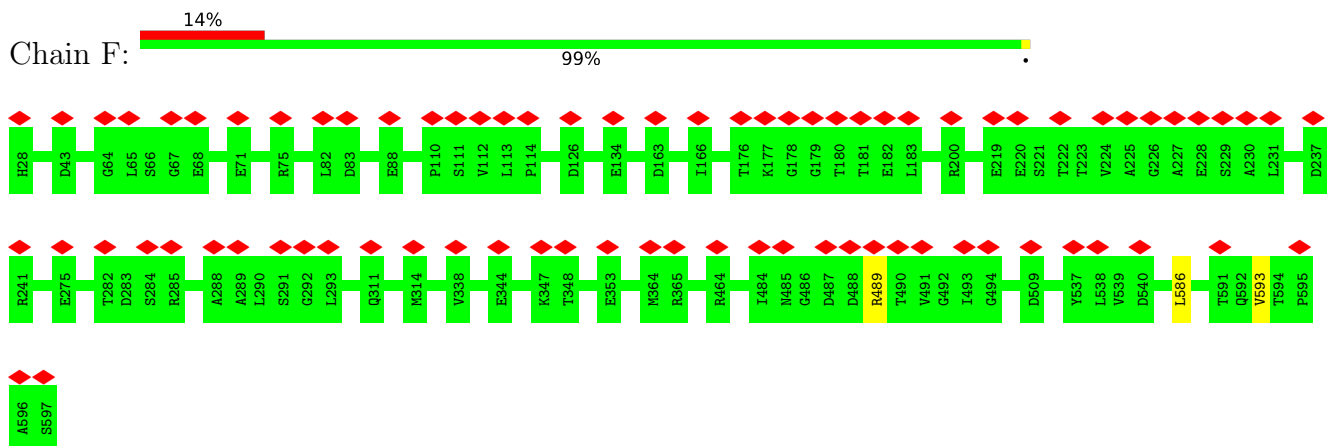 14%
Chain F:
99%
.
H28 D43 G64 L65 S66 G67 E68 E71 R75 L82 D83 E88 P110 S111 V112 L113 P114 D126 E134 D163 I166 T176 K177 G178 G179 T180 T181 E182 L183 R200 E219 E220 S221 T222 T223 V224 A225 G226 A227 E228 S229 A230 L231 D237
R241 E275 T282 D283 S284 R285 A288 A289 L290 S291 G292 L293 Q311 M314 V338 E344 K347 T348 E353 M364 R365 R464 I484 N485 G486 D487 D488 R489 T490 V491 G492 I493 G494 D509 Y537 L538 V539 D540 L586 T591 Q592 V593 T594 P595
A596 S597